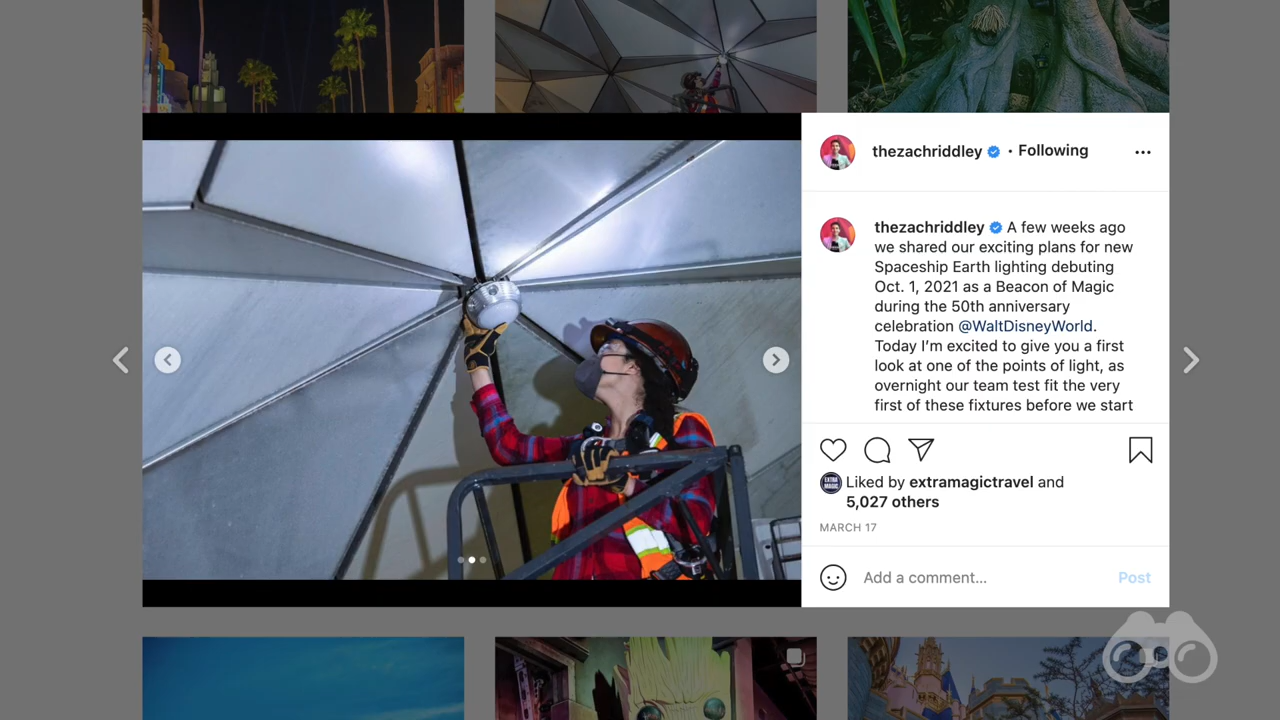 thezachriddley • Following
thezachriddley A few weeks ago
we shared our exciting plans for new
Spaceship Earth lighting debuting
Oct. 1, 2021 as a Beacon of Magic
during the 50th anniversary
celebration @WaltDisneyWorld.
Today I’m excited to give you a first
look at one of the points of light, as
overnight our team test fit the very
first of these fixtures before we start
EXTRA
MAGIC
Liked by extramagictravel and
5,027 others
MARCH 17
Add a comment... Post